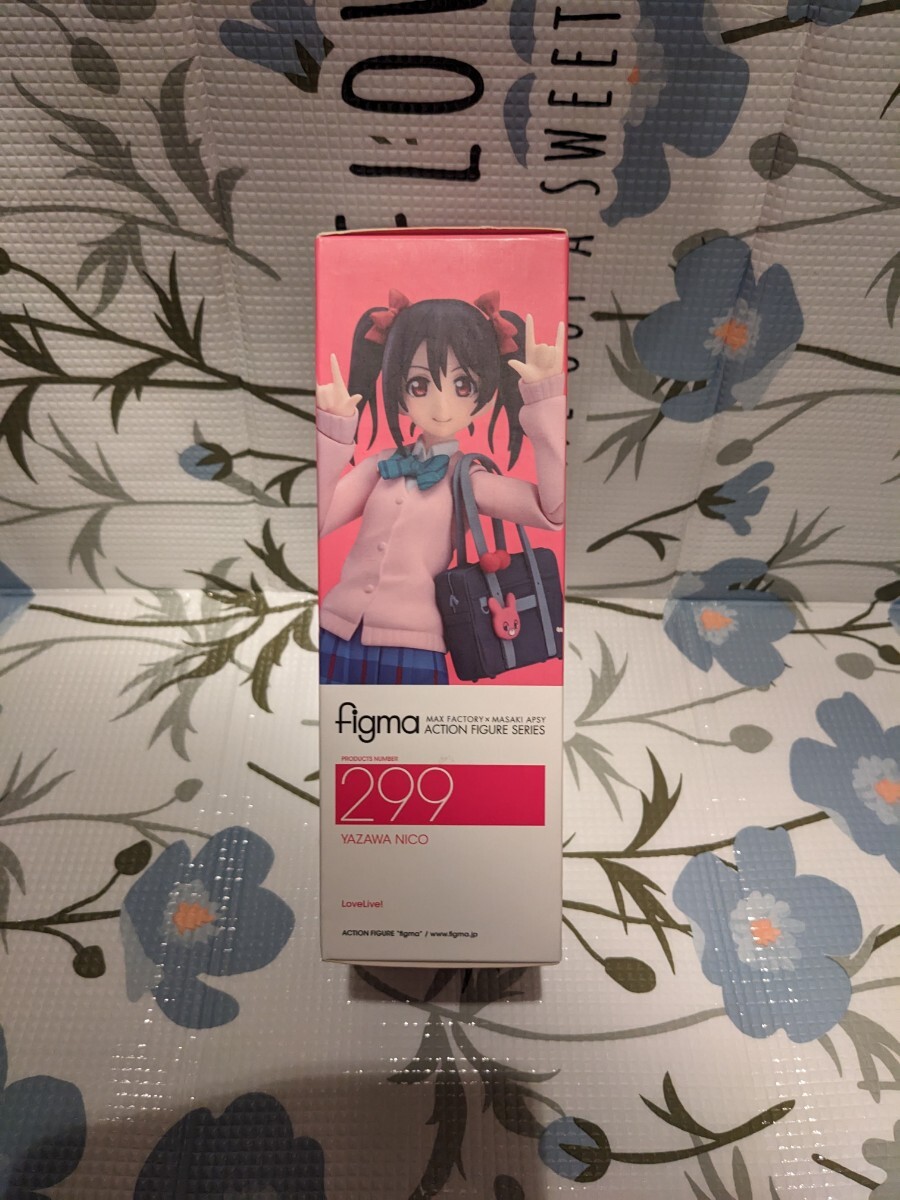 figma
MAX FACTORY × MASAKI APSY
ACTION FIGURE SERIES
PRODUCTS NUMBER
299
YAZAWA NICO
LoveLive!
ACTION FIGURE "figma" / www.figma.jp
A SWEET